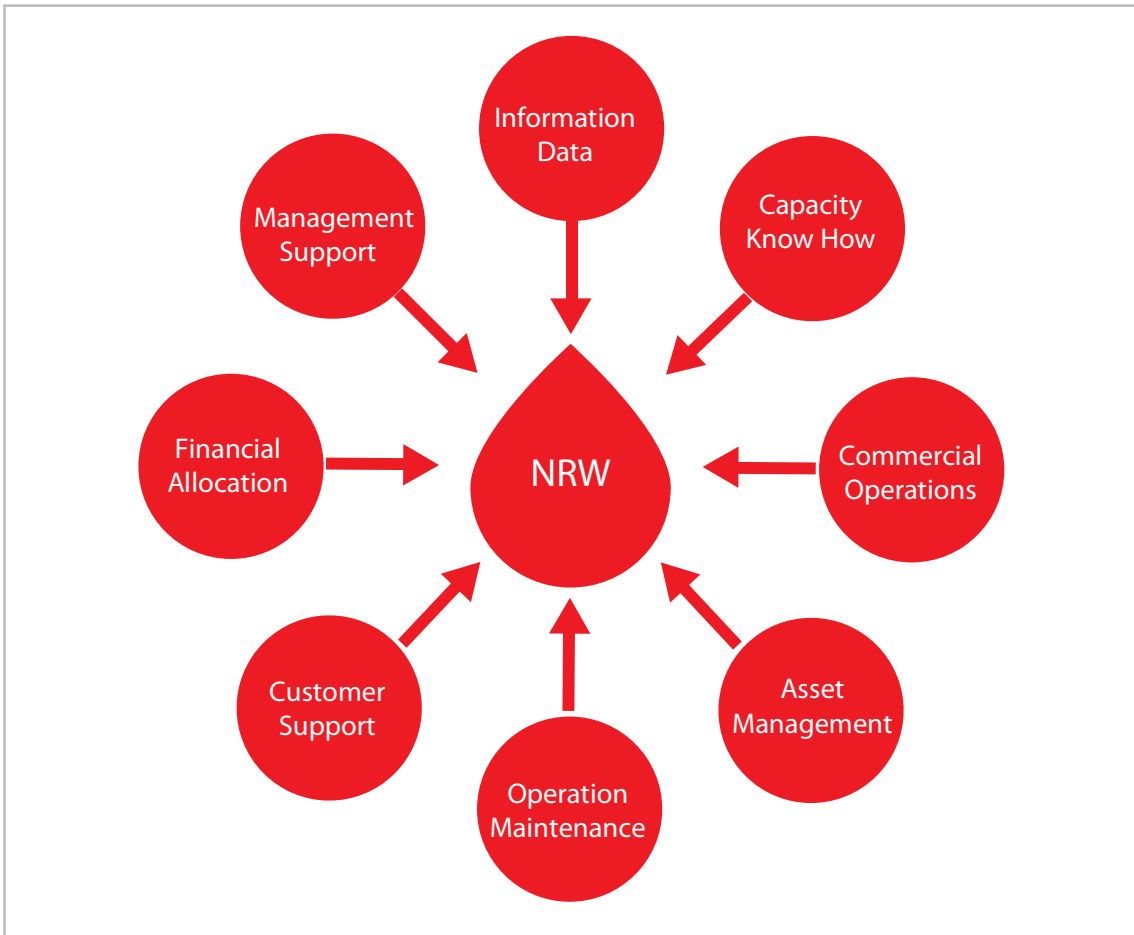 Information
Data
Capacity
Know How
Commercial
Operations
Asset
Management
Operation
Maintenance
Customer
Support
Financial
Allocation
Management
Support
NRW